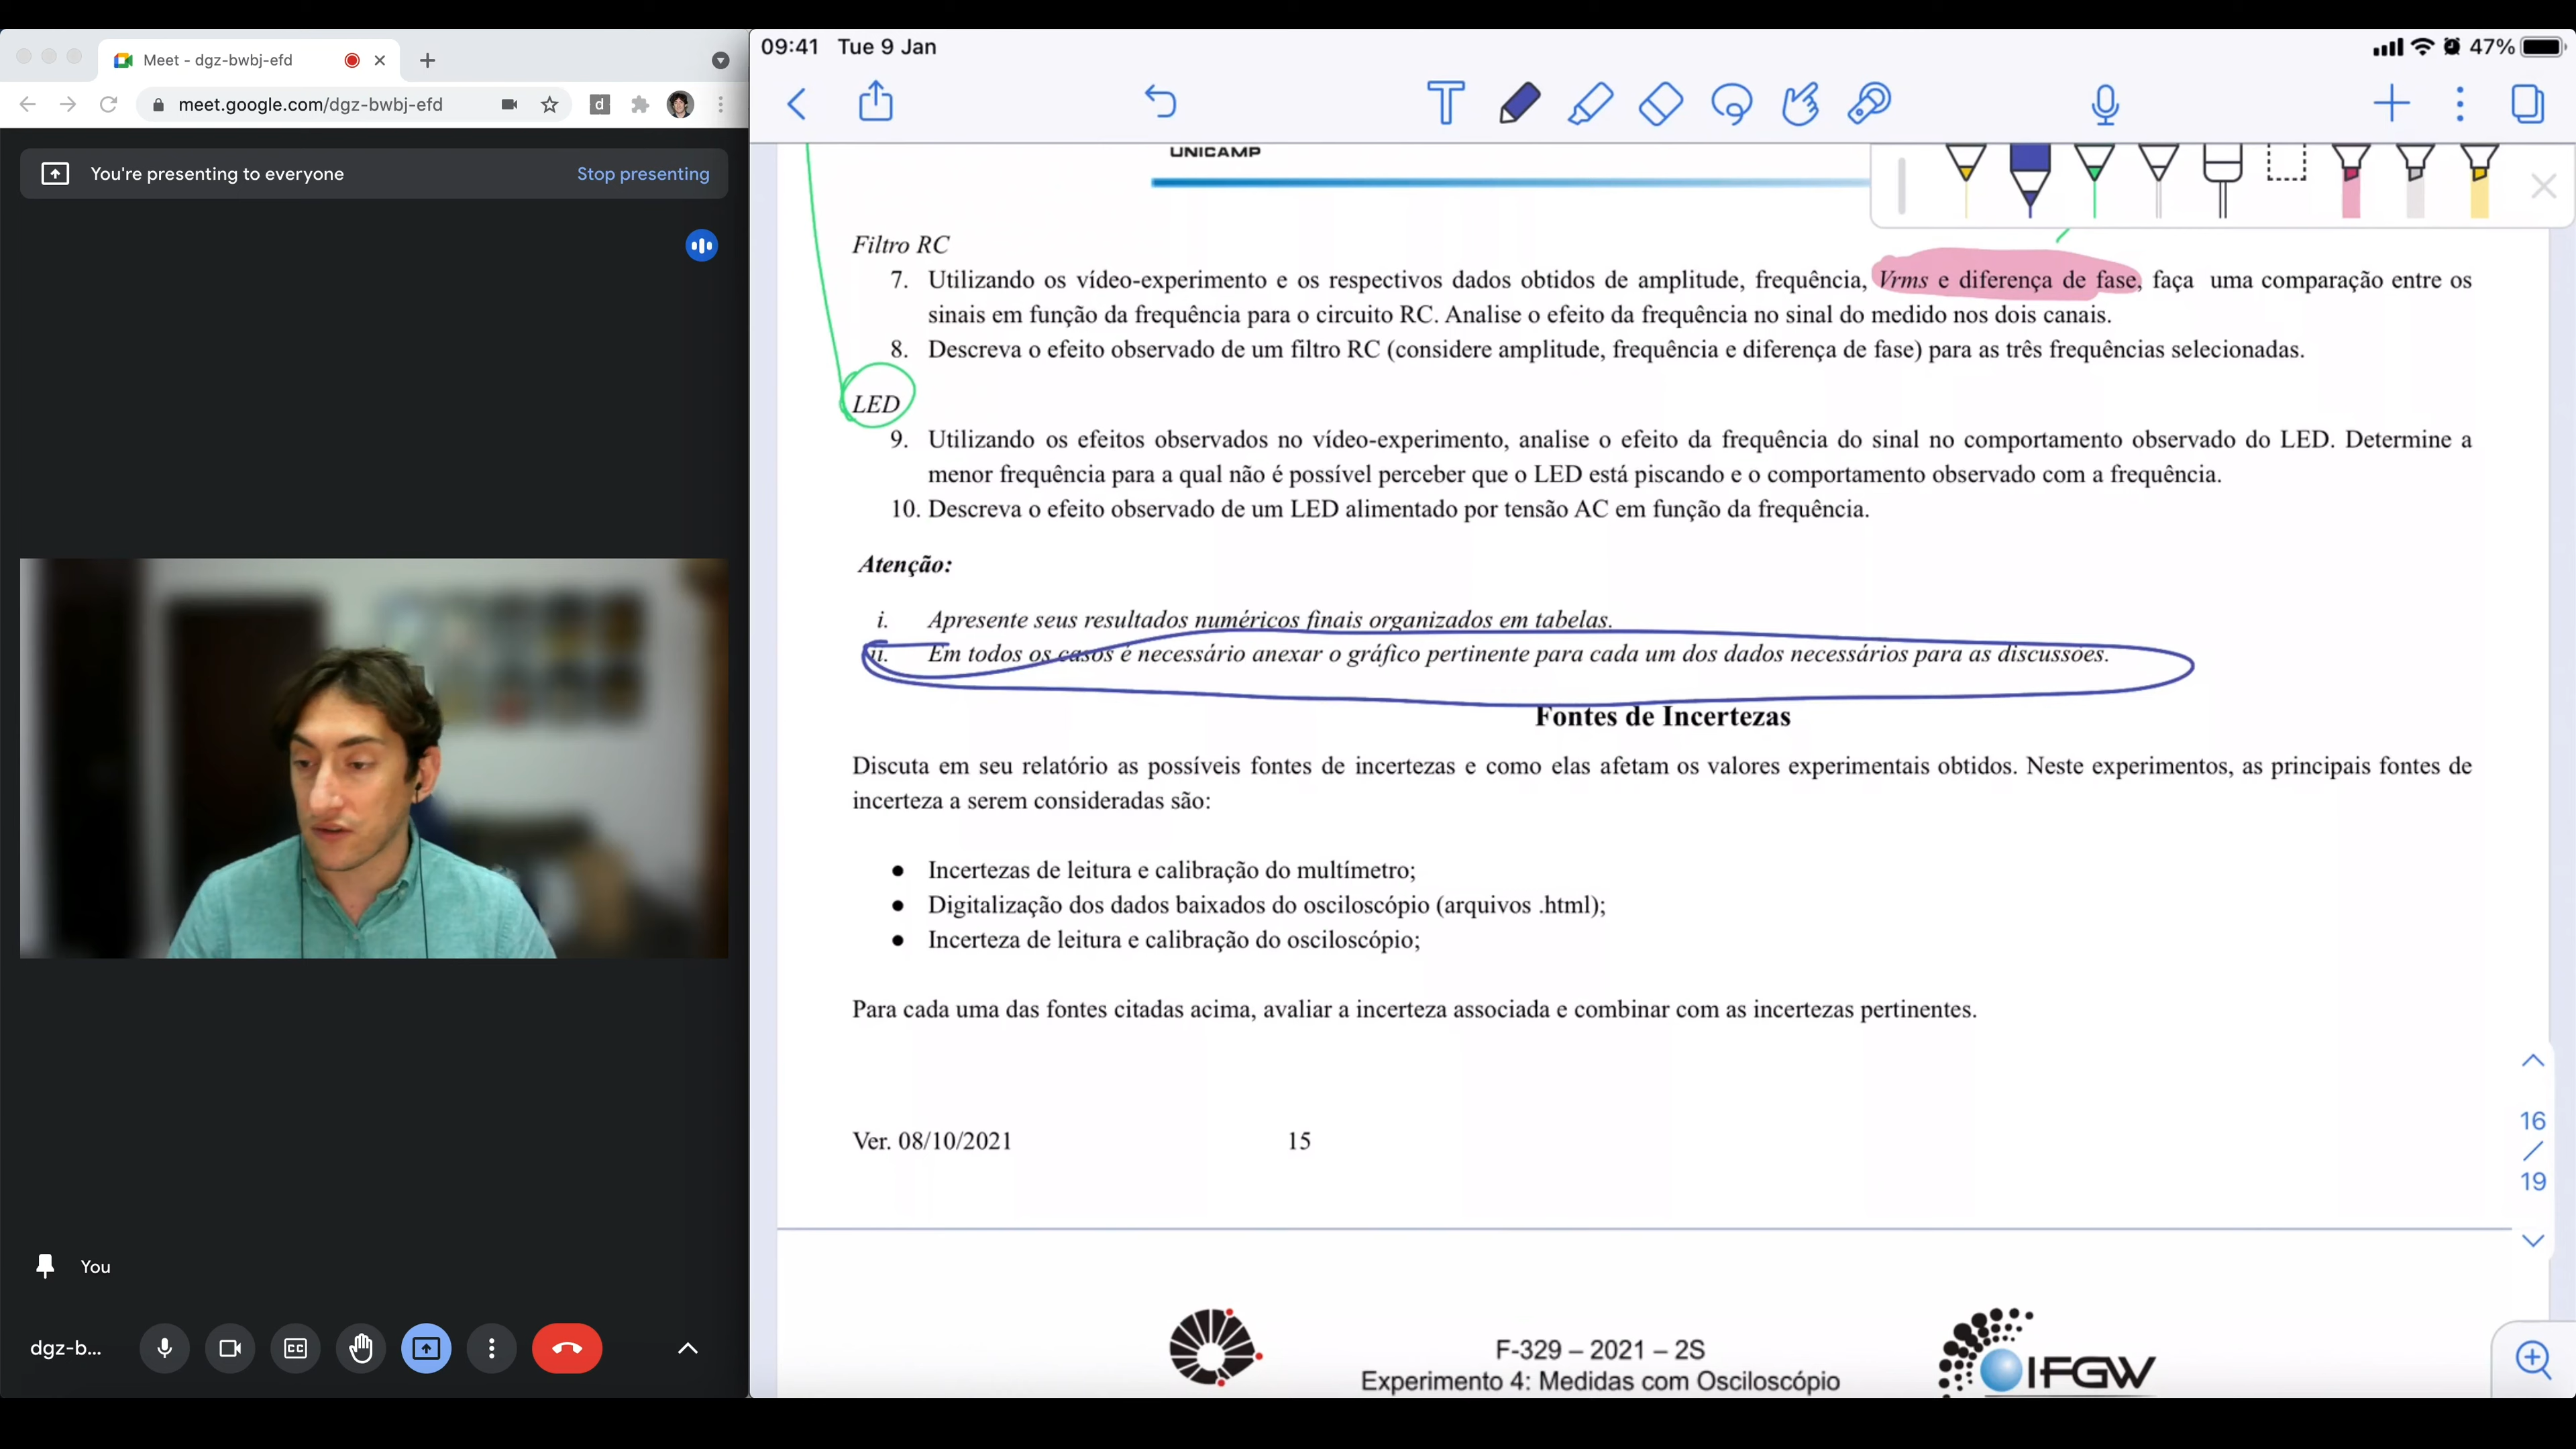 Meet - dgz-bwbj-efd
meet.google.com/dgz-bwbj-efd
d
You're presenting to everyone
Stop presenting
You
dgz-b...
CC
09:41 Tue 9 Jan
47%
T
UNICAMP
Filtro RC
7. Utilizando os vídeo-experimento e os respectivos dados obtidos de amplitude, frequência, Vrms e diferença de fase, faça uma comparação entre os
sinais em função da frequência para o circuito RC. Analise o efeito da frequência no sinal do medido nos dois canais.
8. Descreva o efeito observado de um filtro RC (considere amplitude, frequência e diferença de fase) para as três frequências selecionadas.
LED
9. Utilizando os efeitos observados no vídeo-experimento, analise o efeito da frequência do sinal no comportamento observado do LED. Determine a
menor frequência para a qual não é possível perceber que o LED está piscando e o comportamento observado com a frequência.
10. Descreva o efeito observado de um LED alimentado por tensão AC em função da frequência.
Atenção:
i. Apresente seus resultados numéricos finais organizados em tabelas.
ii. Em todos os casos é necessário anexar o gráfico pertinente para cada um dos dados necessários para as discussões.
Fontes de Incertezas
Discuta em seu relatório as possíveis fontes de incertezas e como elas afetam os valores experimentais obtidos. Neste experimentos, as principais fontes de
incerteza a serem consideradas são:
● Incertezas de leitura e calibração do multímetro;
● Digitalização dos dados baixados do osciloscópio (arquivos .html);
● Incerteza de leitura e calibração do osciloscópio;
Para cada uma das fontes citadas acima, avaliar a incerteza associada e combinar com as incertezas pertinentes.
Ver. 08/10/2021 15
16
/
19
F-329 – 2021 – 2S
Experimento 4: Medidas com Osciloscópio
IFGW